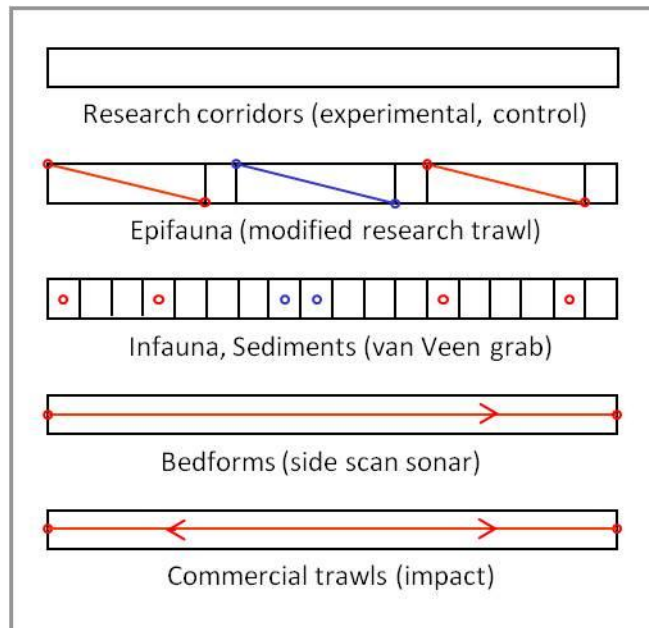 Research corridors (experimental, control)
Epifauna (modified research trawl)
Infauna, Sediments (van Veen grab)
Bedforms (side scan sonar)
Commercial trawls (impact)